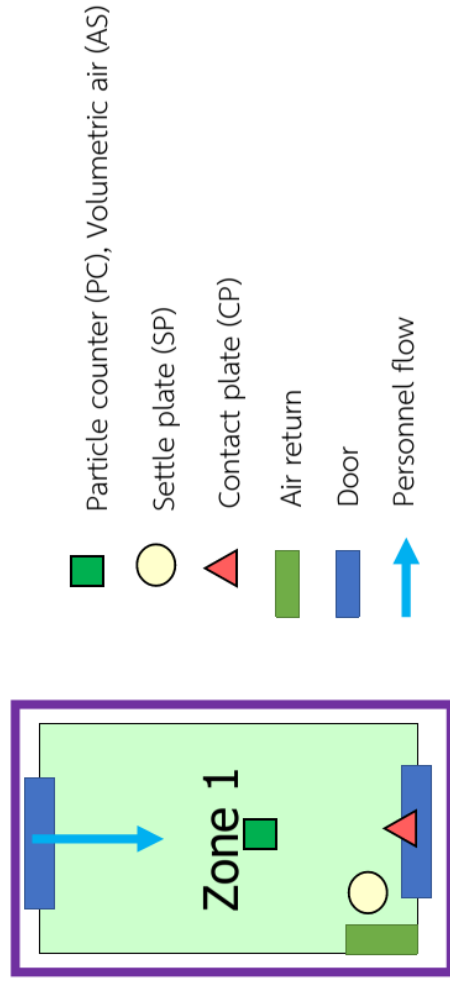 Zone 1
Particle counter (PC), Volumetric air (AS)
Settle plate (SP)
Contact plate (CP)
Air return
Door
Personnel flow